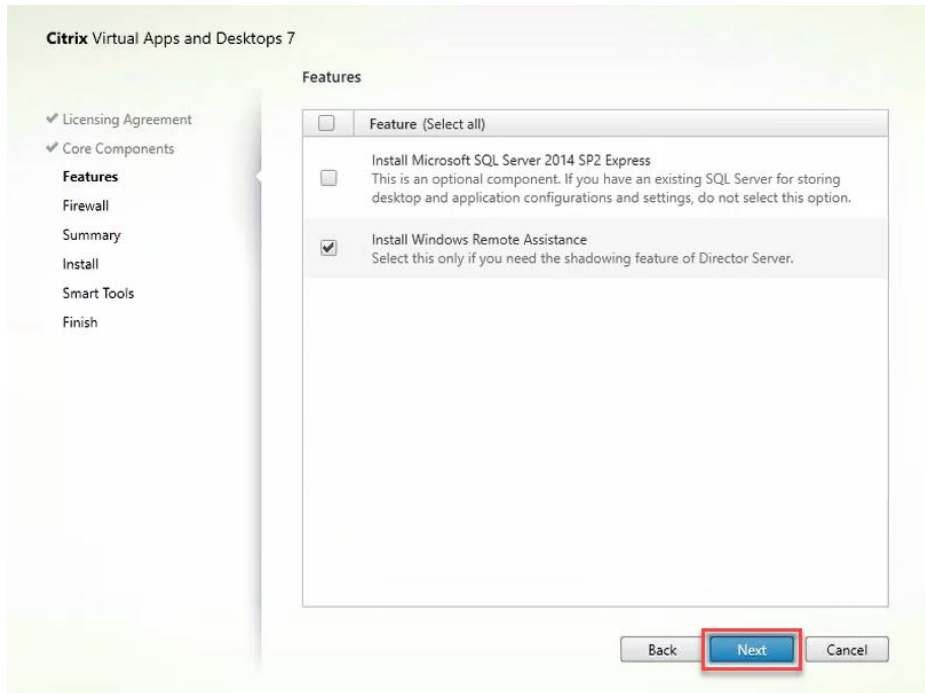 Citrix Virtual Apps and Desktops 7
Features
Licensing Agreement
Core Components
Features
Firewall
Summary
Install
Smart Tools
Finish
Feature (Select all)
Install Microsoft SQL Server 2014 SP2 Express
This is an optional component. If you have an existing SQL Server for storing
desktop and application configurations and settings, do not select this option.
Install Windows Remote Assistance
Select this only if you need the shadowing feature of Director Server.
Back Next Cancel